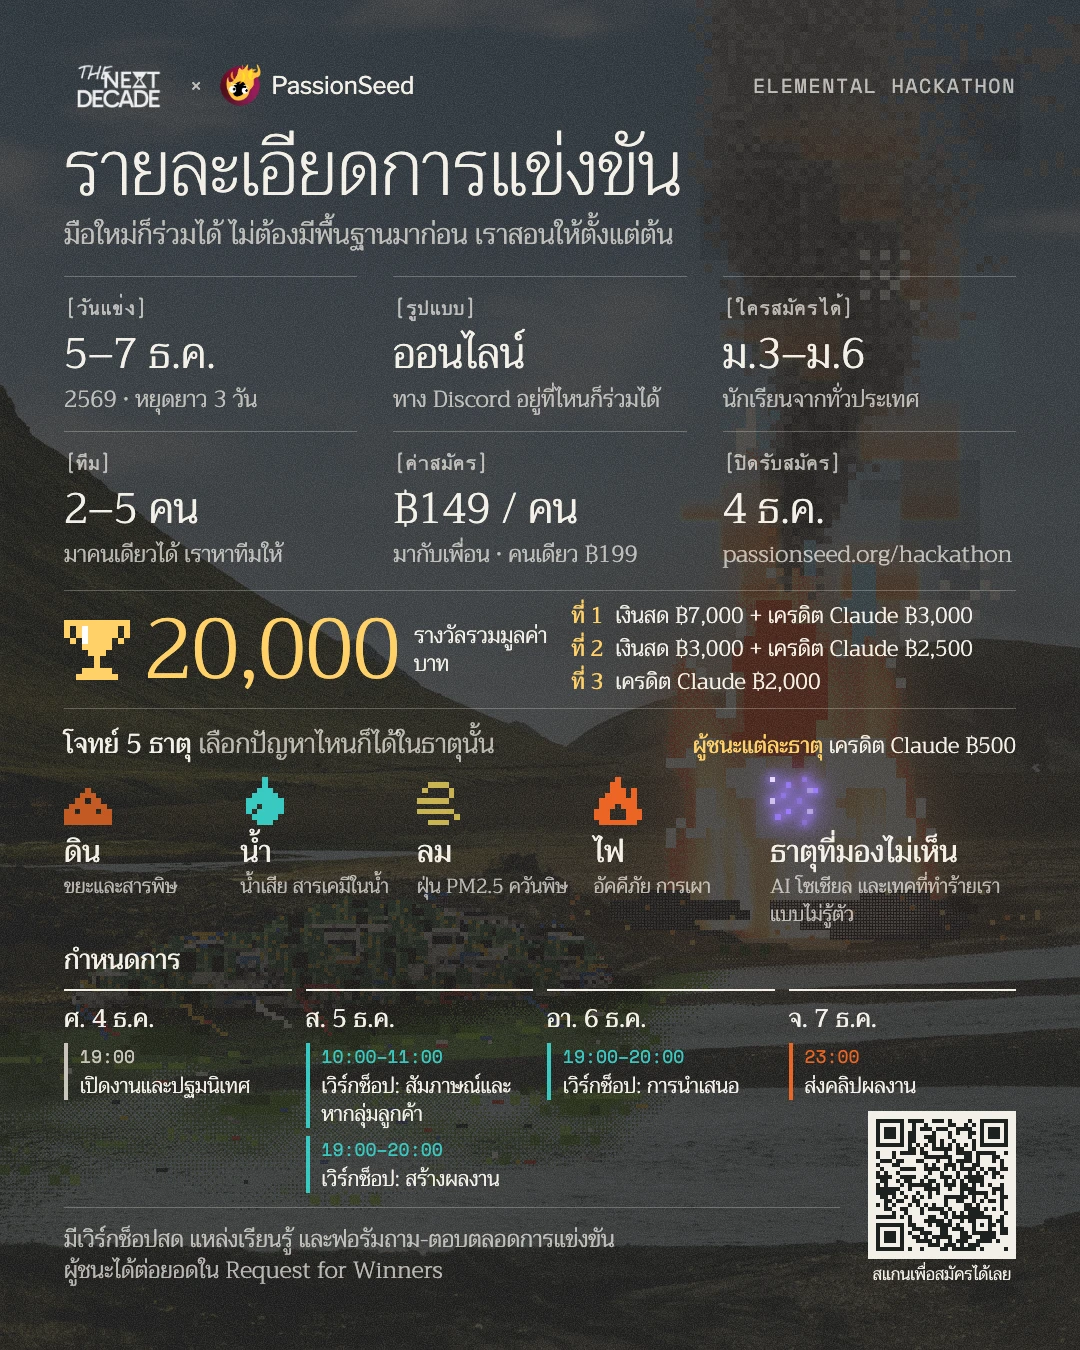 THE NEXT DECADE × PassionSeed
ELEMENTAL HACKATHON
รายละเอียดการแข่งขัน
มือใหม่ก็ร่วมได้ ไม่ต้องมีพื้นฐานมาก่อน เราสอนให้ตั้งแต่ต้น
[วันแข่ง]
5–7 ธ.ค.
2569 · หยุดยาว 3 วัน
[รูปแบบ]
ออนไลน์
ทาง Discord อยู่ที่ไหนก็ร่วมได้
[ใครสมัครได้]
ม.3–ม.6
นักเรียนจากทั่วประเทศ
[ทีม]
2–5 คน
มาคนเดียวได้ เราหาทีมให้
[ค่าสมัคร]
฿149 / คน
มากับเพื่อน · คนเดียว ฿199
[ปิดรับสมัคร]
4 ธ.ค.
passionseed.org/hackathon
20,000
รางวัลรวมมูลค่า
บาท
ที่ 1 เงินสด ฿7,000 + เครดิต Claude ฿3,000
ที่ 2 เงินสด ฿3,000 + เครดิต Claude ฿2,500
ที่ 3 เครดิต Claude ฿2,000
โจทย์ 5 ธาตุ เลือกปัญหาไหนก็ได้ในธาตุนั้น
ผู้ชนะแต่ละธาตุ เครดิต Claude ฿500
ดิน
ขยะและสารพิษ
น้ำ
น้ำเสีย สารเคมีในน้ำ
ลม
ฝุ่น PM2.5 ควันพิษ
ไฟ
อัคคีภัย การเผา
ธาตุที่มองไม่เห็น
AI โซเชียล และเทคที่ทำร้ายเรา
แบบไม่รู้ตัว
กำหนดการ
ศ. 4 ธ.ค.
19:00
เปิดงานและปฐมนิเทศ
ส. 5 ธ.ค.
10:00–11:00
เวิร์กช็อป: สัมภาษณ์และ
หากลุ่มลูกค้า
19:00–20:00
เวิร์กช็อป: สร้างผลงาน
อา. 6 ธ.ค.
19:00–20:00
เวิร์กช็อป: การนำเสนอ
จ. 7 ธ.ค.
23:00
ส่งคลิปผลงาน
มีเวิร์กช็อปสด แหล่งเรียนรู้ และฟอรัมถาม-ตอบตลอดการแข่งขัน
ผู้ชนะได้ต่อยอดใน Request for Winners
สแกนเพื่อสมัครได้เลย